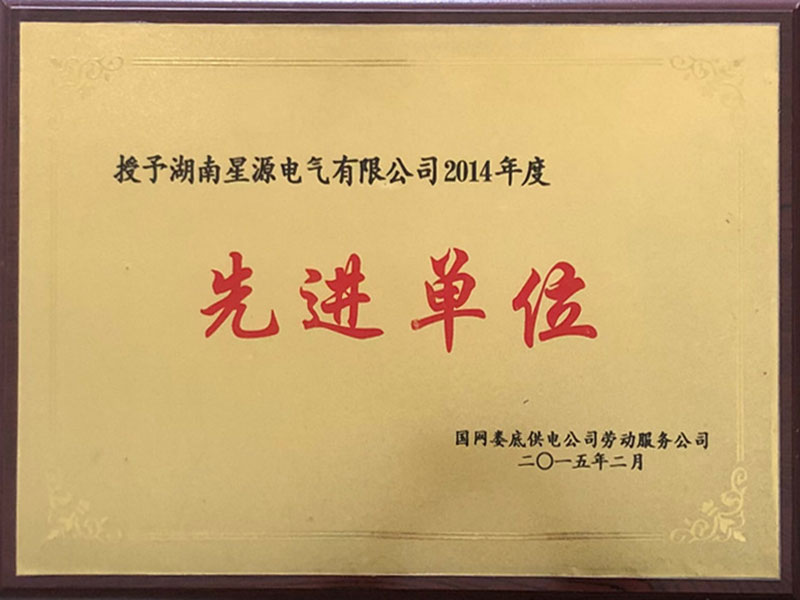 授予湖南星源电气有限公司2014年度
先进单位
国网娄底供电公司劳动服务公司
二〇一五年二月